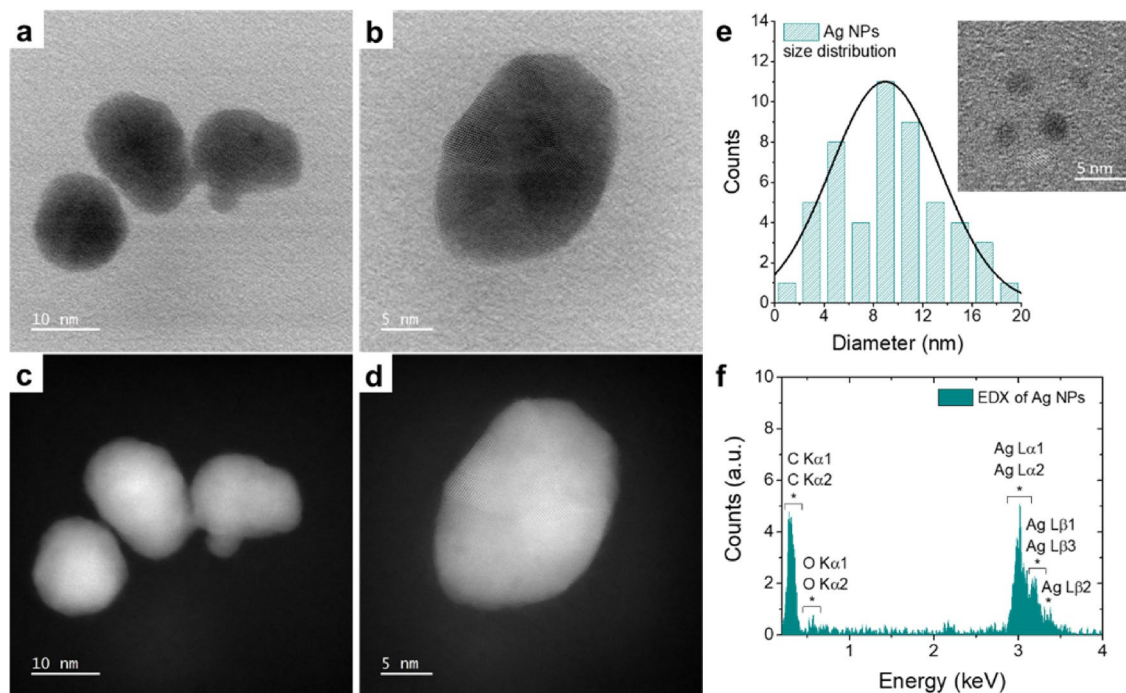 a
10 nm
b
5 nm
c
10 nm
d
5 nm
e
Ag NPs
size distribution
14
12
10
8
6
4
2
0
Counts
0 4 8 12 16 20
Diameter (nm)
5 nm
f
EDX of Ag NPs
10
8
6
4
2
0
Counts (a.u.)
C Kα1
C Kα2
*
O Kα1
O Kα2
*
Ag Lα1
Ag Lα2
*
Ag Lβ1
Ag Lβ3
*
Ag Lβ2
*
1 2 3 4
Energy (keV)